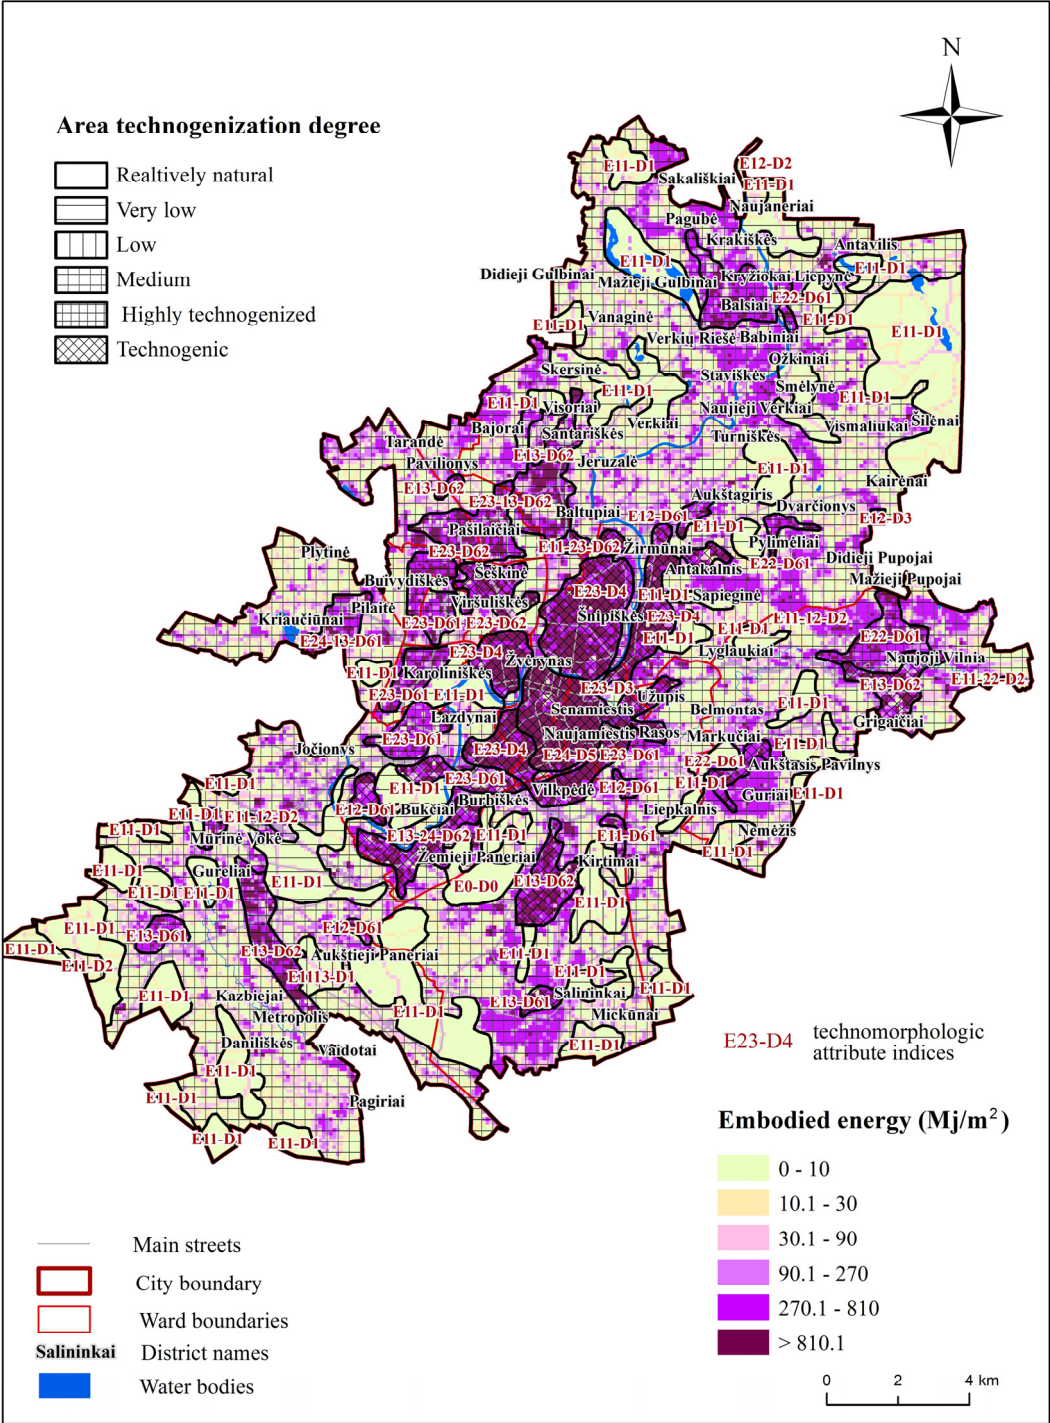 N
Area technogenization degree
Realtively natural
Very low
Low
Medium
Highly technogenized
Technogenic
E11-D1
Sakališkiai
E12-D2
E11-D1
Naujaneriai
Pagubė
Krakiškės
Antavilis
E11-D1
E11-D1
Didieji Gulbinai
Mažieji Gulbinai
Kryžiokai
Liepynė
Balsiai
E22-D61
E11-D1
Vanaginė
E11-D1
E11-D1
Verkių Riešė
Babiniai
Ožkiniai
Skersinė
Staviškės
Smėlynė
E11-D1
E11-D1
E11-D1
Visoriai
Naujieji Verkiai
Verkiai
Vismaliukai
Šilėnai
Bajorai
Santariškės
Turniškės
Tarandė
E13-D62
Jeruzalė
Pavilionys
E11-D1
Kairėnai
E13-D62
E23-13-D62
Aukštagiris
Dvarčionys
Baltupiai
E12-D61
E11-D1
E12-D3
Pašilaičiai
Pylimėliai
E23-D62
E11-23-D62
Žirmūnai
Plytinė
E22-D61
Didieji Pupojai
Šeškinė
Antakalnis
Mažieji Pupojai
Buivydiškės
E23-D4
E11-D1
Sapieginė
Viršuliškės
Pilaitė
Kriaučiūnai
Šnipiškės
E23-D4
E11-12-D2
E23-D61
E23-D62
E11-D1
E22-D61
E24-13-D61
E11-D1
E23-D4
Lyglaukiai
Naujoji Vilnia
Žvėrynas
E11-D1
Karoliniškės
E11-22-D2
E13-D62
E23-D61
E11-D1
E23-D3
Užupis
E11-D1
Lazdynai
Senamiestis
Belmontas
Grigaičiai
E23-D61
Naujamiestis
Rasos
Markučiai
E11-D1
Jočionys
E23-D4
E24-D5
E23-D61
E22-D61
Aukštasis Pavilnys
E23-D61
E11-D1
E11-D1
E11-D1
Vilkpėdė
E12-D61
Guriai
E11-D1
Burbiškės
E12-D61
Bukčiai
Liepkalnis
E11-D1
E11-12-D2
E11-D1
Nemėžis
E13-24-D62
E11-D1
E11-D61
Mūrinė Vokė
E11-D1
Žemieji Paneriai
Kirtimai
Gureliai
E11-D1
E11-D1
E0-D0
E13-D62
E11-D1
E11-D1
E11-D1
E11-D1
E12-D61
E13-D61
E11-D1
E13-D62
Aukštieji Paneriai
E11-D1
E11-D2
E1113-D1
E11-D1
E11-D1
Kazbiejai
Salininkai
E11-D1
E13-D61
Metropolis
E11-D1
Mickūnai
Daniliškės
Vaidotai
E11-D1
E11-D1
E11-D1
Pagiriai
E11-D1
E11-D1
E23-D4
technomorphologic
attribute indices
Embodied energy (Mj/m²)
0 - 10
10.1 - 30
30.1 - 90
90.1 - 270
270.1 - 810
> 810.1
Main streets
City boundary
Ward boundaries
Salininkai
District names
Water bodies
0 2 4 km